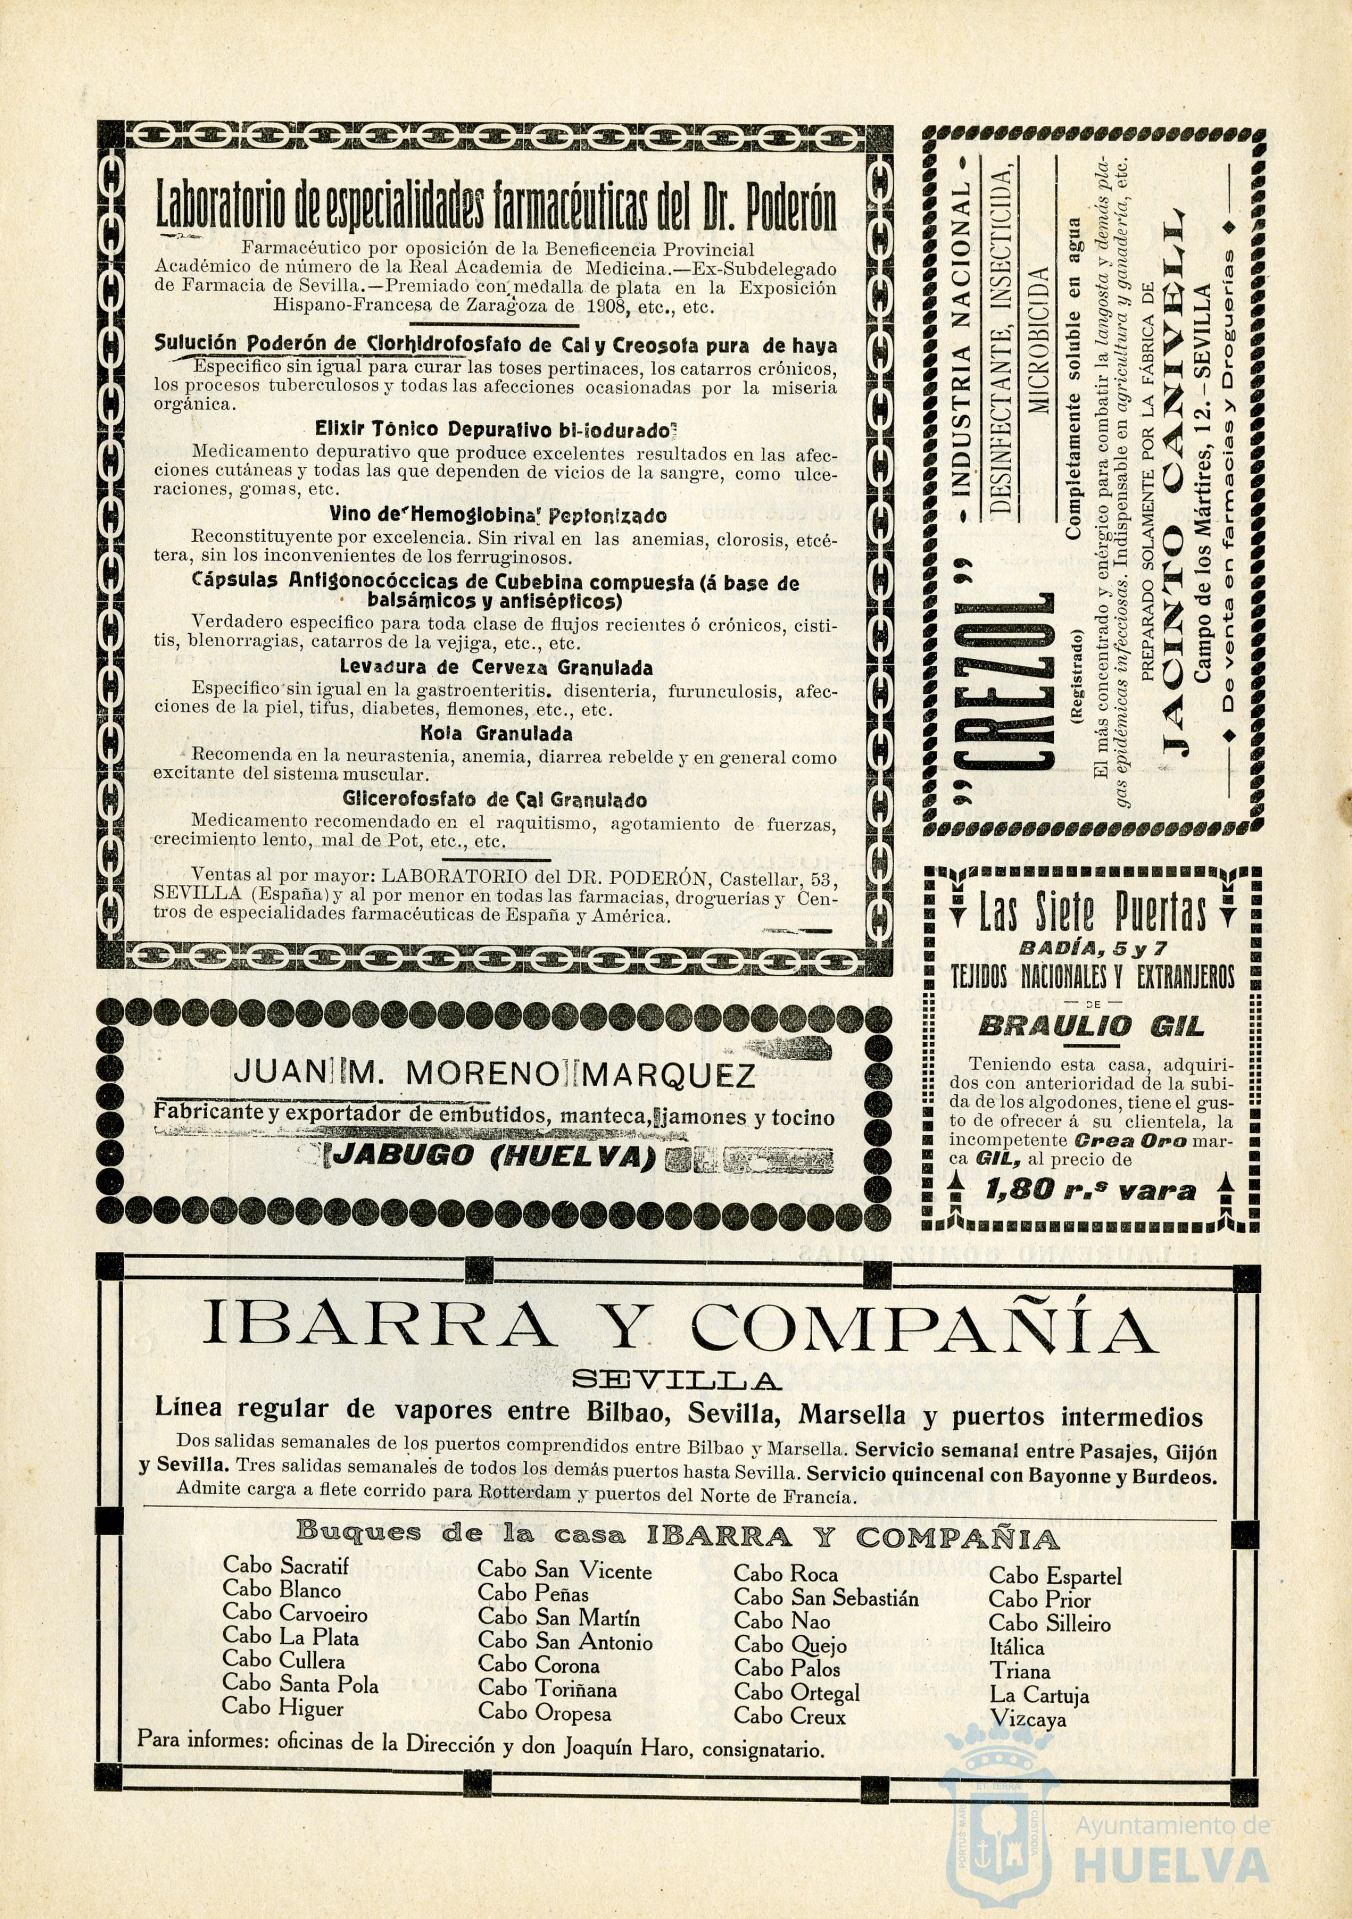 Laboratorio de especialidades farmacéuticas del Dr. Poderón
Farmacéutico por oposición de la Beneficencia Provincial
Académico de número de la Real Academia de Medicina.—Ex-Subdelegado
de Farmacia de Sevilla.—Premiado con medalla de plata en la Exposición
Hispano-Francesa de Zaragoza de 1908, etc., etc.
Sulución Poderón de Clorhidrofosfato de Cal y Creosota pura de haya
Especifico sin igual para curar las toses pertinaces, los catarros crónicos,
los procesos tuberculosos y todas las afecciones ocasionadas por la miseria
orgánica.
Elixir Tónico Depurativo bi-iodurado
Medicamento depurativo que produce excelentes resultados en las afec-
ciones cutáneas y todas las que dependen de vicios de la sangre, como ulce-
raciones, gomas, etc.
Vino de Hemoglobina Peptonizado
Reconstituyente por excelencia. Sin rival en las anemias, clorosis, etcé-
tera, sin los inconvenientes de los ferruginosos.
Cápsulas Antigonocóccicas de Cubebina compuesta (á base de
balsámicos y antisépticos)
Verdadero específico para toda clase de flujos recientes ó crónicos, cisti-
tis, blenorragias, catarros de la vejiga, etc., etc.
Levadura de Cerveza Granulada
Especifico sin igual en la gastroenteritis. disenteria, furunculosis, afec-
ciones de la piel, tifus, diabetes, flemones, etc., etc.
Kola Granulada
Recomenda en la neurastenia, anemia, diarrea rebelde y en general como
excitante del sistema muscular.
Glicerofosfato de Cal Granulado
Medicamento recomendado en el raquitismo, agotamiento de fuerzas,
crecimiento lento, mal de Pot, etc., etc.
Ventas al por mayor: LABORATORIO del DR. PODERÓN, Castellar, 53,
SEVILLA (España) y al por menor en todas las farmacias, droguerías y Cen-
tros de especialidades farmacéuticas de España y América.
„CREZOL” - INDUSTRIA NACIONAL -
DESINFECTANTE, INSECTICIDA,
MICROBICIDA
(Registrado) Completamente soluble en agua
El más concentrado y enérgico para combatir la langosta y demás pla-
gas epidémicas infecciosas. Indispensable en agricultura y ganadería, etc.
PREPARADO SOLAMENTE POR LA FÁBRICA DE
JACINTO CANIVELL
Campo de los Mártires, 12.—SEVILLA
De venta en farmacias y Droguerías
Las Siete Puertas
BADÍA, 5 y 7
TEJIDOS NACIONALES Y EXTRANJEROS
— DE —
BRAULIO GIL
Teniendo esta casa, adquiri-
dos con anterioridad de la subi-
da de los algodones, tiene el gus-
to de ofrecer á su clientela, la
incompetente Crea Oro mar-
ca GIL, al precio de
1,80 r.s vara
JUAN M. MORENO MARQUEZ
Fabricante y exportador de embutidos, manteca, jamones y tocino
JABUGO (HUELVA)
IBARRA Y COMPAÑÍA
SEVILLA
Línea regular de vapores entre Bilbao, Sevilla, Marsella y puertos intermedios
Dos salidas semanales de los puertos comprendidos entre Bilbao y Marsella. Servicio semanal entre Pasajes, Gijón
y Sevilla. Tres salidas semanales de todos los demás puertos hasta Sevilla. Servicio quincenal con Bayonne y Burdeos.
Admite carga a flete corrido para Rotterdam y puertos del Norte de Francia.
Buques de la casa IBARRA Y COMPAÑIA
Cabo Sacratif
Cabo Blanco
Cabo Carvoeiro
Cabo La Plata
Cabo Cullera
Cabo Santa Pola
Cabo Higuer
Cabo San Vicente
Cabo Peñas
Cabo San Martín
Cabo San Antonio
Cabo Corona
Cabo Toriñana
Cabo Oropesa
Cabo Roca
Cabo San Sebastián
Cabo Nao
Cabo Quejo
Cabo Palos
Cabo Ortegal
Cabo Creux
Cabo Espartel
Cabo Prior
Cabo Silleiro
Itálica
Triana
La Cartuja
Vizcaya
Para informes: oficinas de la Dirección y don Joaquín Haro, consignatario.
Ayuntamiento de
HUELVA